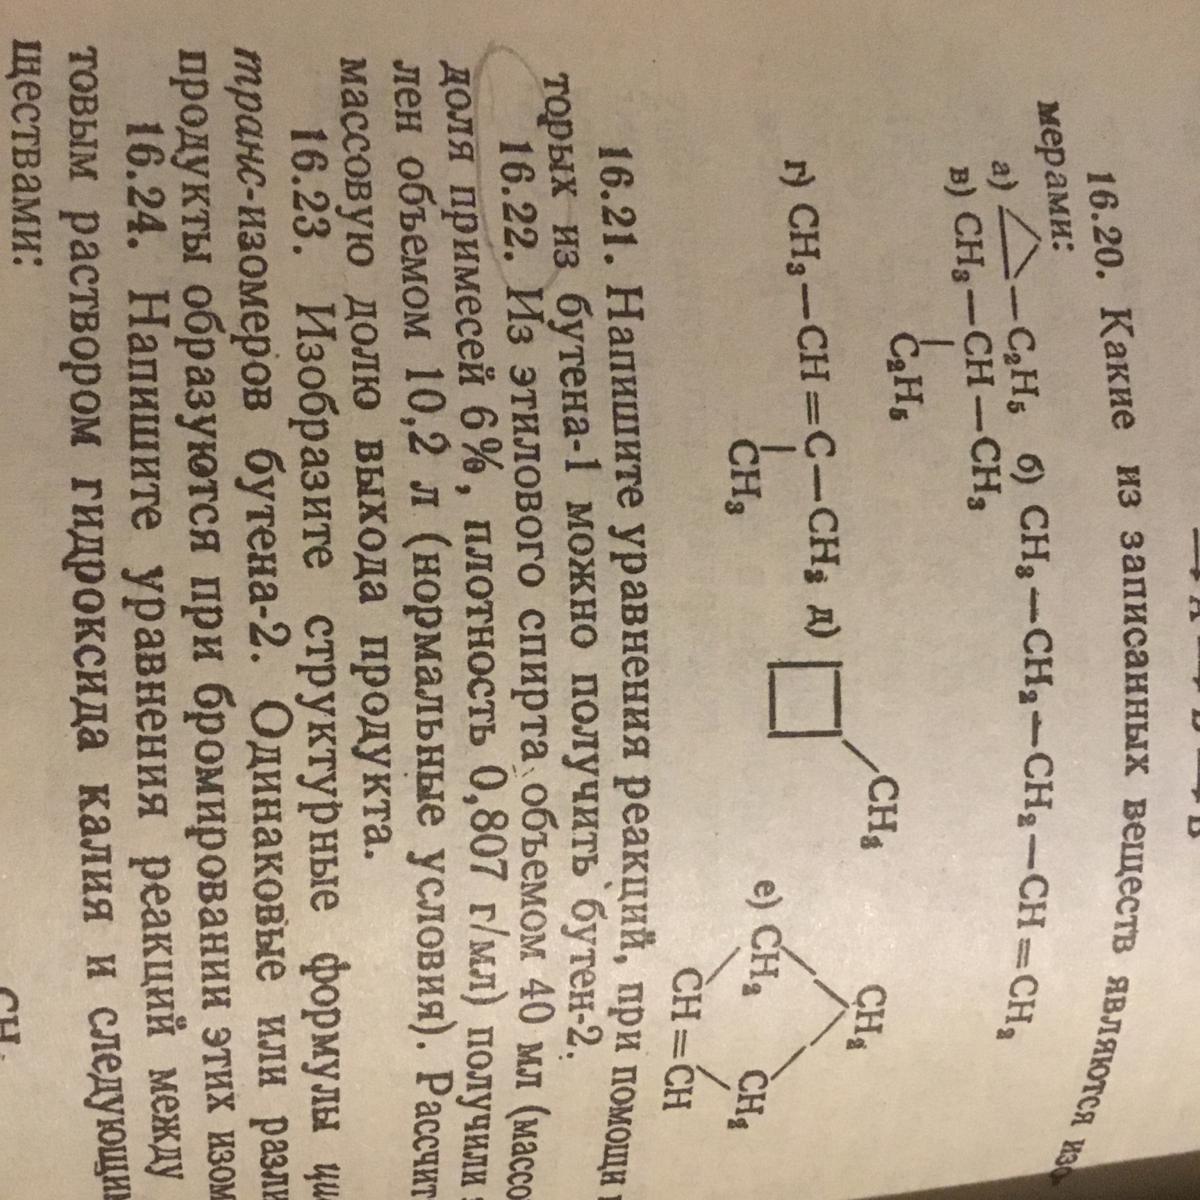 16.20. Какие из записанных веществ являются изо
мерами:
а) —C₂H₅ б) CH₃—CH₂—CH₂—CH=CH₂
в) CH₃—CH—CH₃
C₂H₅
г) CH₃—CH=C—CH₃ д) CH₃ е) CH₂ CH₂ CH₂
CH₃ CH=CH
16.21. Напишите уравнения реакций, при помощи
торых из бутена-1 можно получить бутен-2.
16.22. Из этилового спирта объемом 40 мл (массо
доля примесей 6%, плотность 0,807 г/мл) получили
лен объемом 10,2 л (нормальные условия). Рассчит
массовую долю выхода продукта.
16.23. Изобразите структурные формулы ци
транс-изомеров бутена-2. Одинаковые или разли
продукты образуются при бромировании этих изом
16.24. Напишите уравнения реакций между
товым раствором гидроксида калия и следующи
ществами:
CH